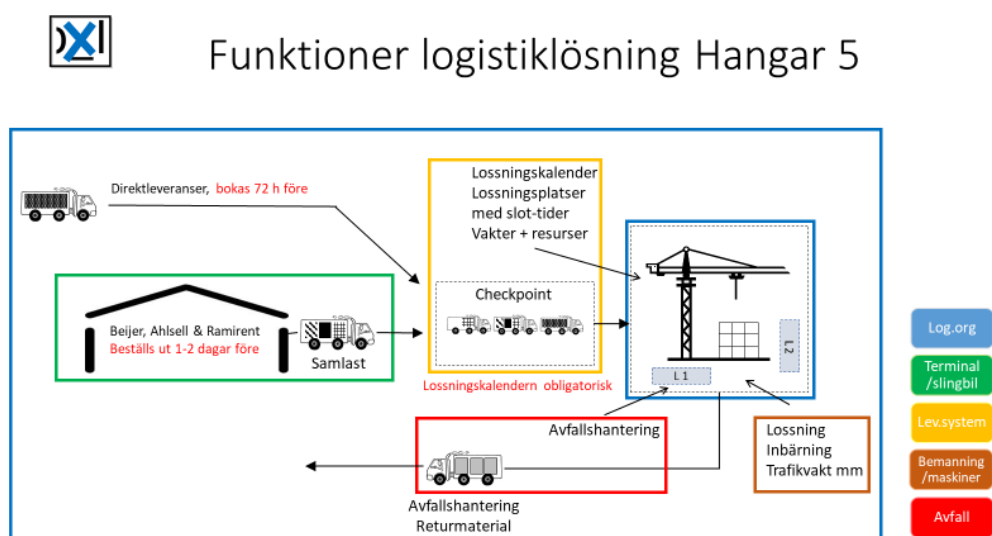 Funktioner logistiklösning Hangar 5
Direktleveranser, bokas 72 h före
Lossningskalender
Lossningsplatser
med slot-tider
Vakter + resurser
Checkpoint
Beijer, Ahlsell & Ramirent
Beställs ut 1-2 dagar före
Samlast
Lossningskalendern obligatorisk
L 1
L 2
Avfallshantering
Lossning
Inbärning
Trafikvakt mm
Avfallshantering
Returmaterial
Log.org
Terminal
/slingbil
Lev.system
Bemanning
/maskiner
Avfall